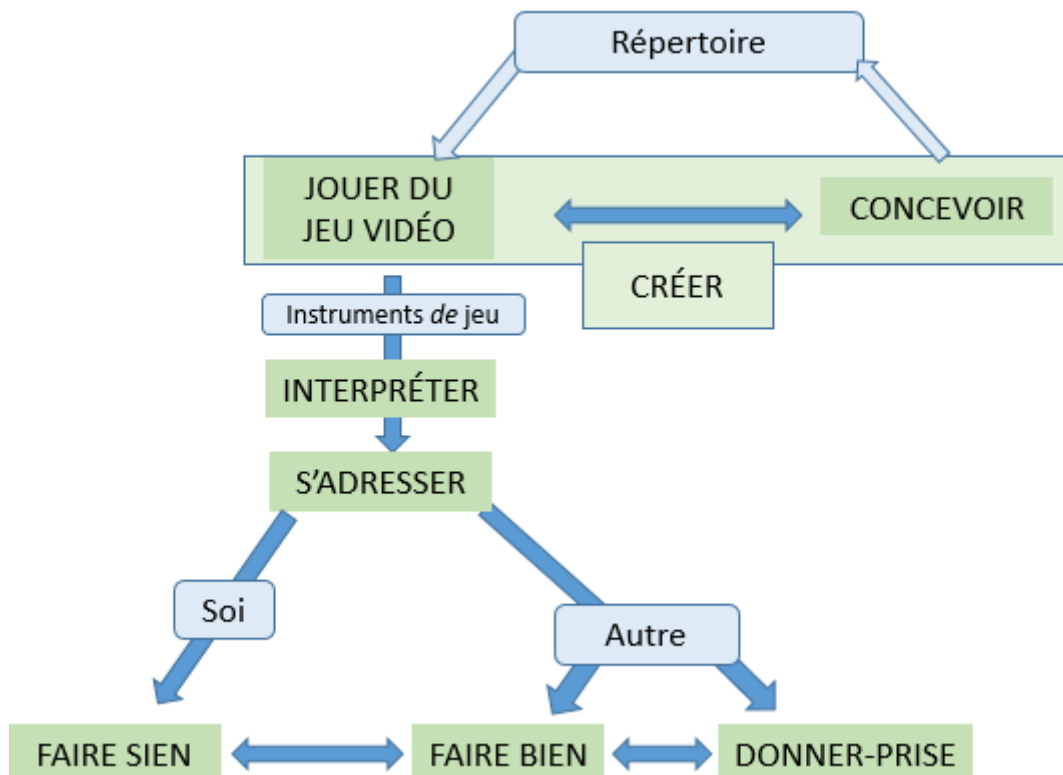 Répertoire
JOUER DU
JEU VIDÉO
CONCEVOIR
CRÉER
Instruments de jeu
INTERPRÉTER
S’ADRESSER
Soi
Autre
FAIRE SIEN
FAIRE BIEN
DONNER-PRISE